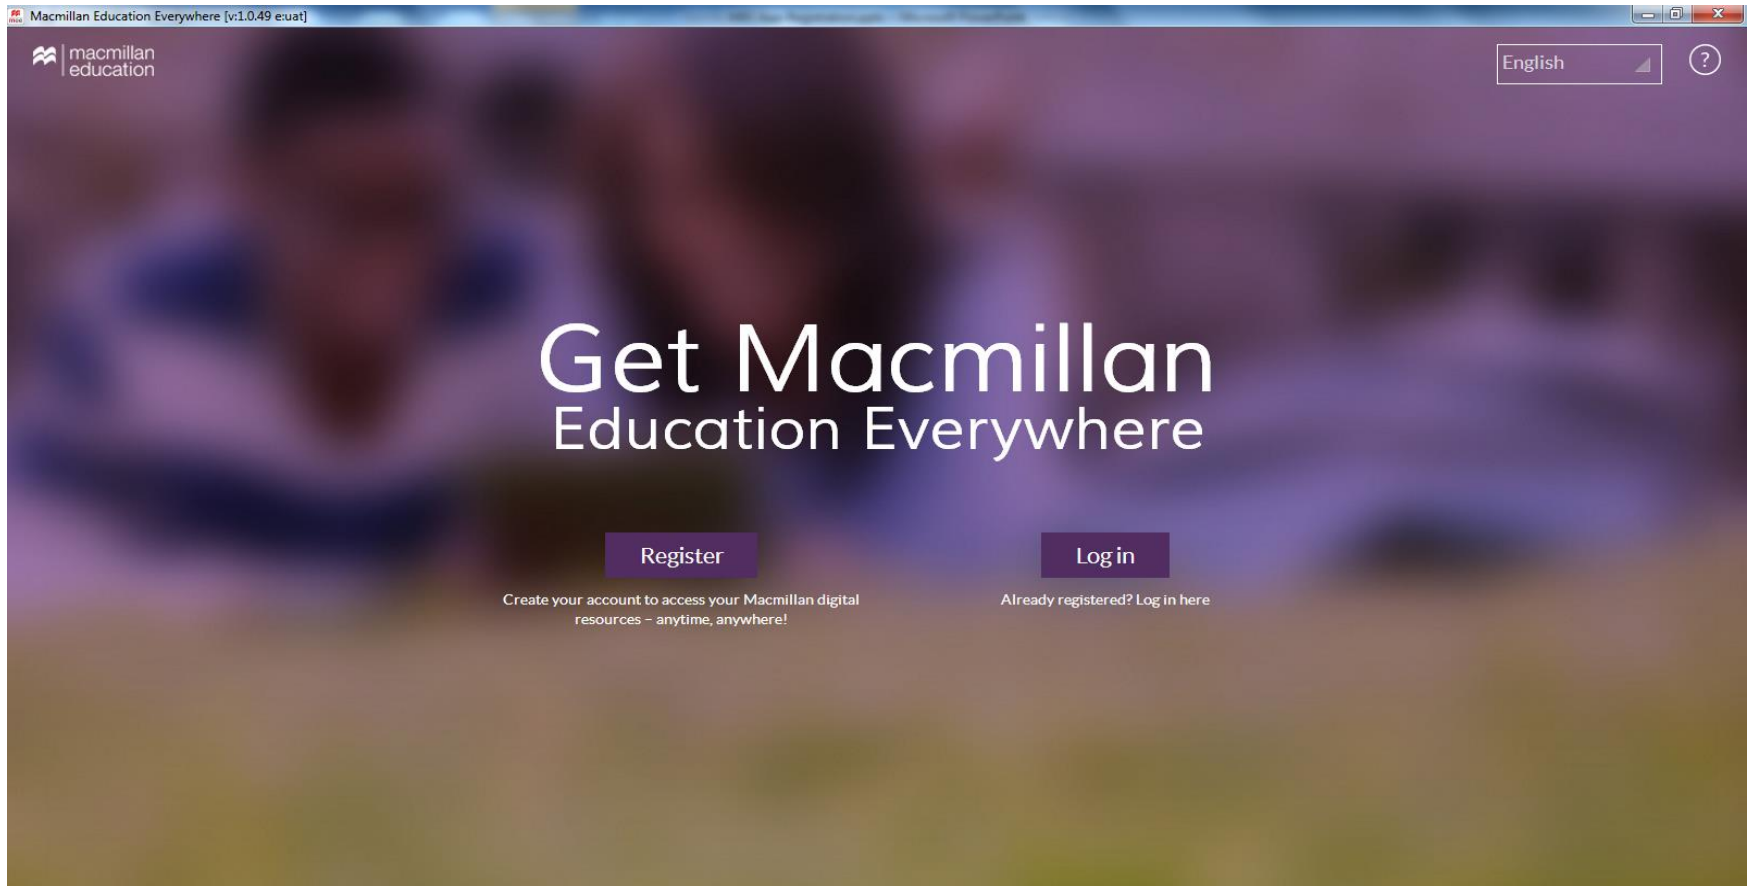 Macmillan Education Everywhere [v:1.0.49 e:uat]
macmillan
education
English
?
Get Macmillan
Education Everywhere
Register
Log in
Create your account to access your Macmillan digital
resources – anytime, anywhere!
Already registered? Log in here